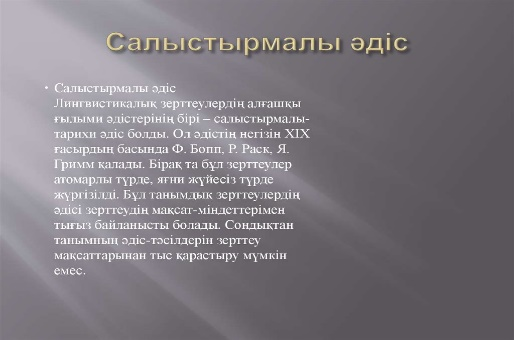 Салыстырмалы әдіс
• Салыстырмалы әдіс
Лингвистикалық зерттеулердің алғашқы
ғылыми әдістерінің бірі – салыстырмалы-
тарихи әдіс болды. Ол әдістің негізін XIX
ғасырдың басында Ф. Бопп, Р. Раск, Я.
Гримм қалады. Бірақ та бұл зерттеулер
атомарлы түрде, яғни жүйесіз түрде
жүргізілді. Бұл танымдық зерттеулердің
әдісі зерттеудің мақсат-міндеттерімен
тығыз байланысты болады. Сондықтан
танымның әдіс-тәсілдерін зерттеу
мақсаттарынан тыс қарастыру мүмкін
емес.